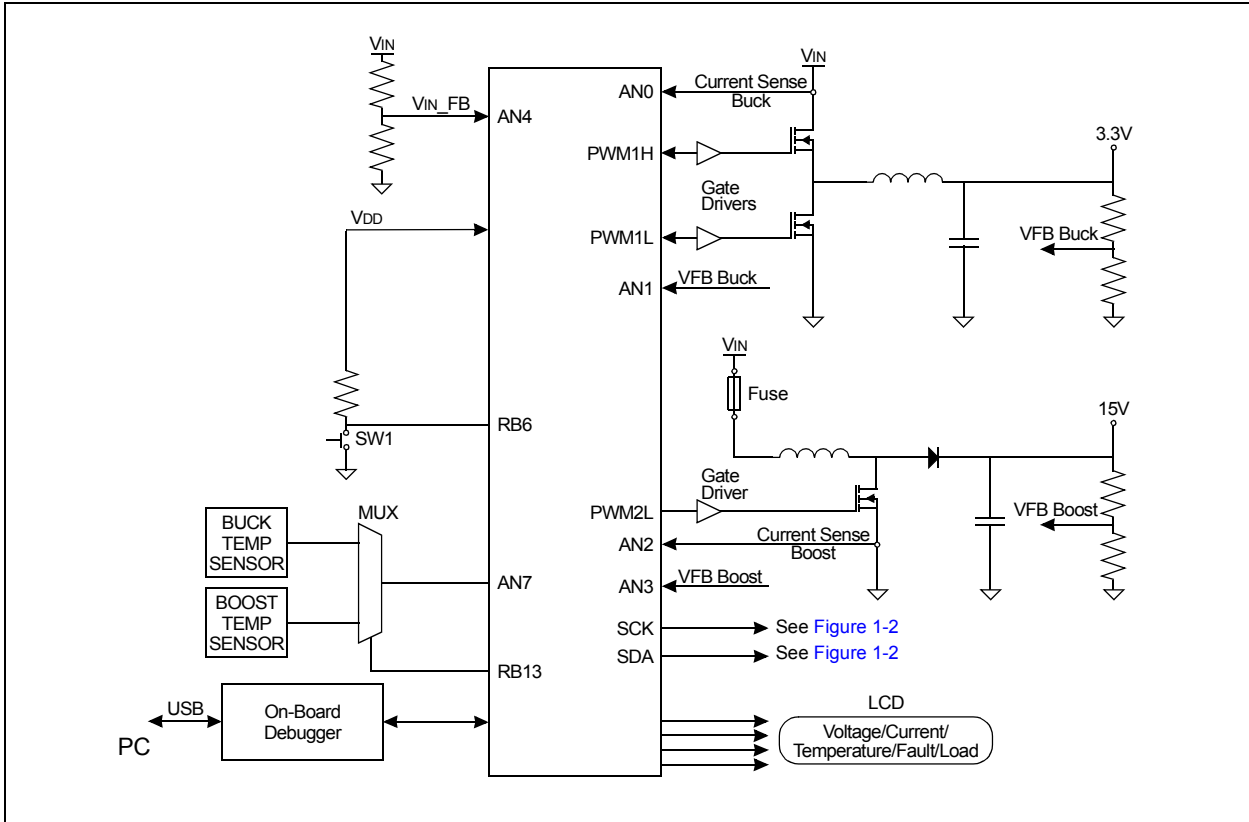 VIN
VIN_FB
AN4
VDD
RB6
SW1
MUX
BUCK
TEMP
SENSOR
BOOST
TEMP
SENSOR
AN7
RB13
USB
PC
On-Board
Debugger
AN0
PWM1H
PWM1L
AN1
PWM2L
AN2
AN3
SCK
SDA
VIN
Current Sense
Buck
Gate
Drivers
VFB Buck
3.3V
VFB Buck
VIN
Fuse
15V
Gate
Driver
VFB Boost
Current Sense
Boost
VFB Boost
See Figure 1-2
See Figure 1-2
LCD
Voltage/Current/
Temperature/Fault/Load